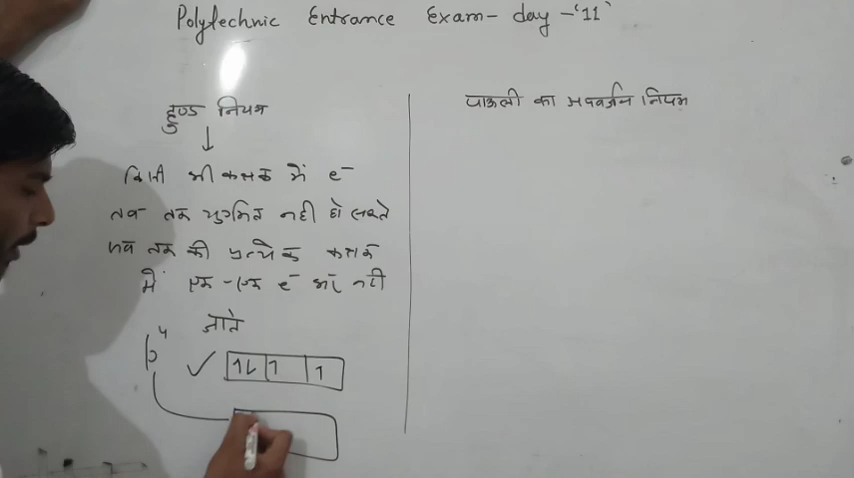 Polytechnic Entrance Exam- day -'11'
हुण्ड नियम
किसी भी कक्षक में e⁻
तब तक युग्मित नही हो सकते
जब तक की प्रत्येक कक्षक
में एक -एक e⁻ भर नही
जाते
p⁴ ✓ 1↓ 1 1
पाऊली का अपवर्जन नियम